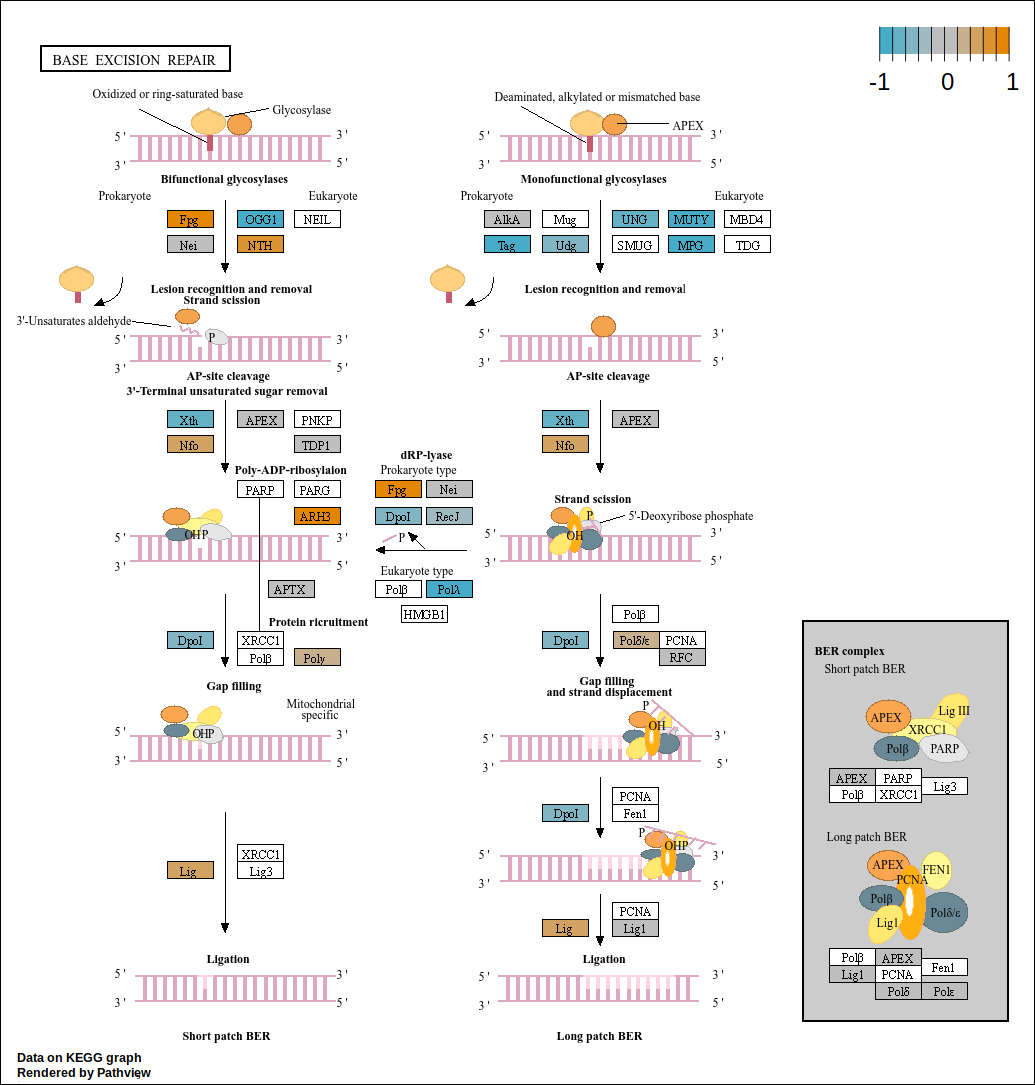 BASE EXCISION REPAIR
-1 0 1
Oxidized or ring-saturated base
Glycosylase
5' 3'
3' 5'
Bifunctional glycosylases
Prokaryote Eukaryote
Fpg OGG1 NEIL
Nei NTH
Lesion recognition and removal
Strand scission
3'-Unsaturates aldehyde
P
5' 3'
3' 5'
AP-site cleavage
3'-Terminal unsaturated sugar removal
Xth APEX PNKP
Nfo TDP1
Poly-ADP-ribosylaion
PARP PARG
ARH3
OHP
5' 3'
3' 5'
APTX
Protein ricruitment
DpoI XRCC1
Polβ Polγ
Gap filling
Mitochondrial
specific
OHP
5' 3'
3' 5'
XRCC1
Lig Lig3
Ligation
5' 3'
3' 5'
Short patch BER
dRP-lyase
Prokaryote type
Fpg Nei
DpoI RecJ
P
Eukaryote type
Polβ Polλ
HMGB1
Deaminated, alkylated or mismatched base
APEX
5' 3'
3' 5'
Monofunctional glycosylases
Prokaryote Eukaryote
AlkA Mug UNG MUTY MBD4
Tag Udg SMUG MPG TDG
Lesion recognition and removal
5' 3'
3' 5'
AP-site cleavage
Xth APEX
Nfo
Strand scission
P
5'-Deoxyribose phosphate
OH
5' 3'
3' 5'
Polβ
DpoI Polδ/ε PCNA
RFC
Gap filling
and strand displacement
P
OH
5' 3'
3' 5'
PCNA
DpoI Fen1
P
OHP
5' 3'
3' 5'
PCNA
Lig Lig1
Ligation
5' 3'
3' 5'
Long patch BER
BER complex
Short patch BER
APEX Lig III
XRCC1
Polβ PARP
APEX PARP Lig3
Polβ XRCC1
Long patch BER
APEX FEN1
PCNA
Polβ
Polδ/ε
Lig1
Polβ APEX Fen1
Lig1 PCNA
Polδ Polε
Data on KEGG graph
Rendered by Pathview